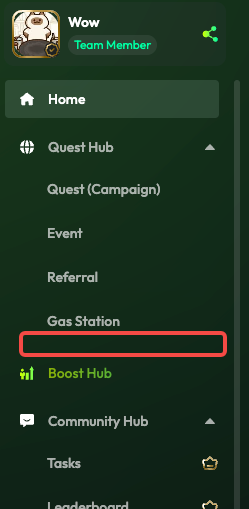 Wow
Team Member
Home
Quest Hub
Quest (Campaign)
Event
Referral
Gas Station
Boost Hub
Community Hub
Tasks
Leaderboard